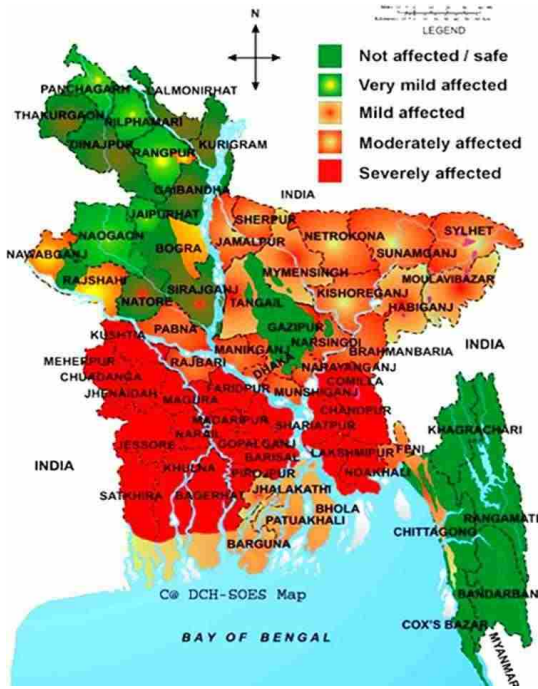 N
LEGEND
Not affected / safe
Very mild affected
Mild affected
Moderately affected
Severely affected
PANCHAGARH
LALMONIRHAT
THAKURGAON
NILPHAMARI
DINAJPUR
KURIGRAM
RANGPUR
GAIBANDHA
INDIA
JAIPURHAT
SHERPUR
NAOGAON
BOGRA
JAMALPUR
NETROKONA
SYLHET
SUNAMGANJ
NAWABGANJ
MYMENSINGH
MOULAVIBAZAR
RAJSHAHI
SIRAJGANJ
KISHOREGANJ
NATORE
TANGAIL
HABIGANJ
PABNA
GAZIPUR
KUSHTIA
MANIKGANJ
NARSINGDI
BRAHMANBARIA
INDIA
MEHERPUR
RAJBARI
DHAKA
NARAYANGANJ
CHUADANGA
COMILLA
JHENAIDAH
FARIDPUR
MUNSHIGANJ
MAGURA
CHANDPUR
MADARIPUR
SHARIATPUR
KHAGRACHARI
NARAIL
JESSORE
GOPALGANJ
LAKSHMIPUR
FENI
BARISAL
INDIA
KHULNA
PIROJPUR
NOAKHALI
SATKHIRA
BAGERHAT
JHALAKATHI
BHOLA
RANGAMATI
PATUAKHALI
CHITTAGONG
BARGUNA
BANDARBAN
C@ DCH-SOES Map
COX'S BAZAR
BAY OF BENGAL
MYANMAR